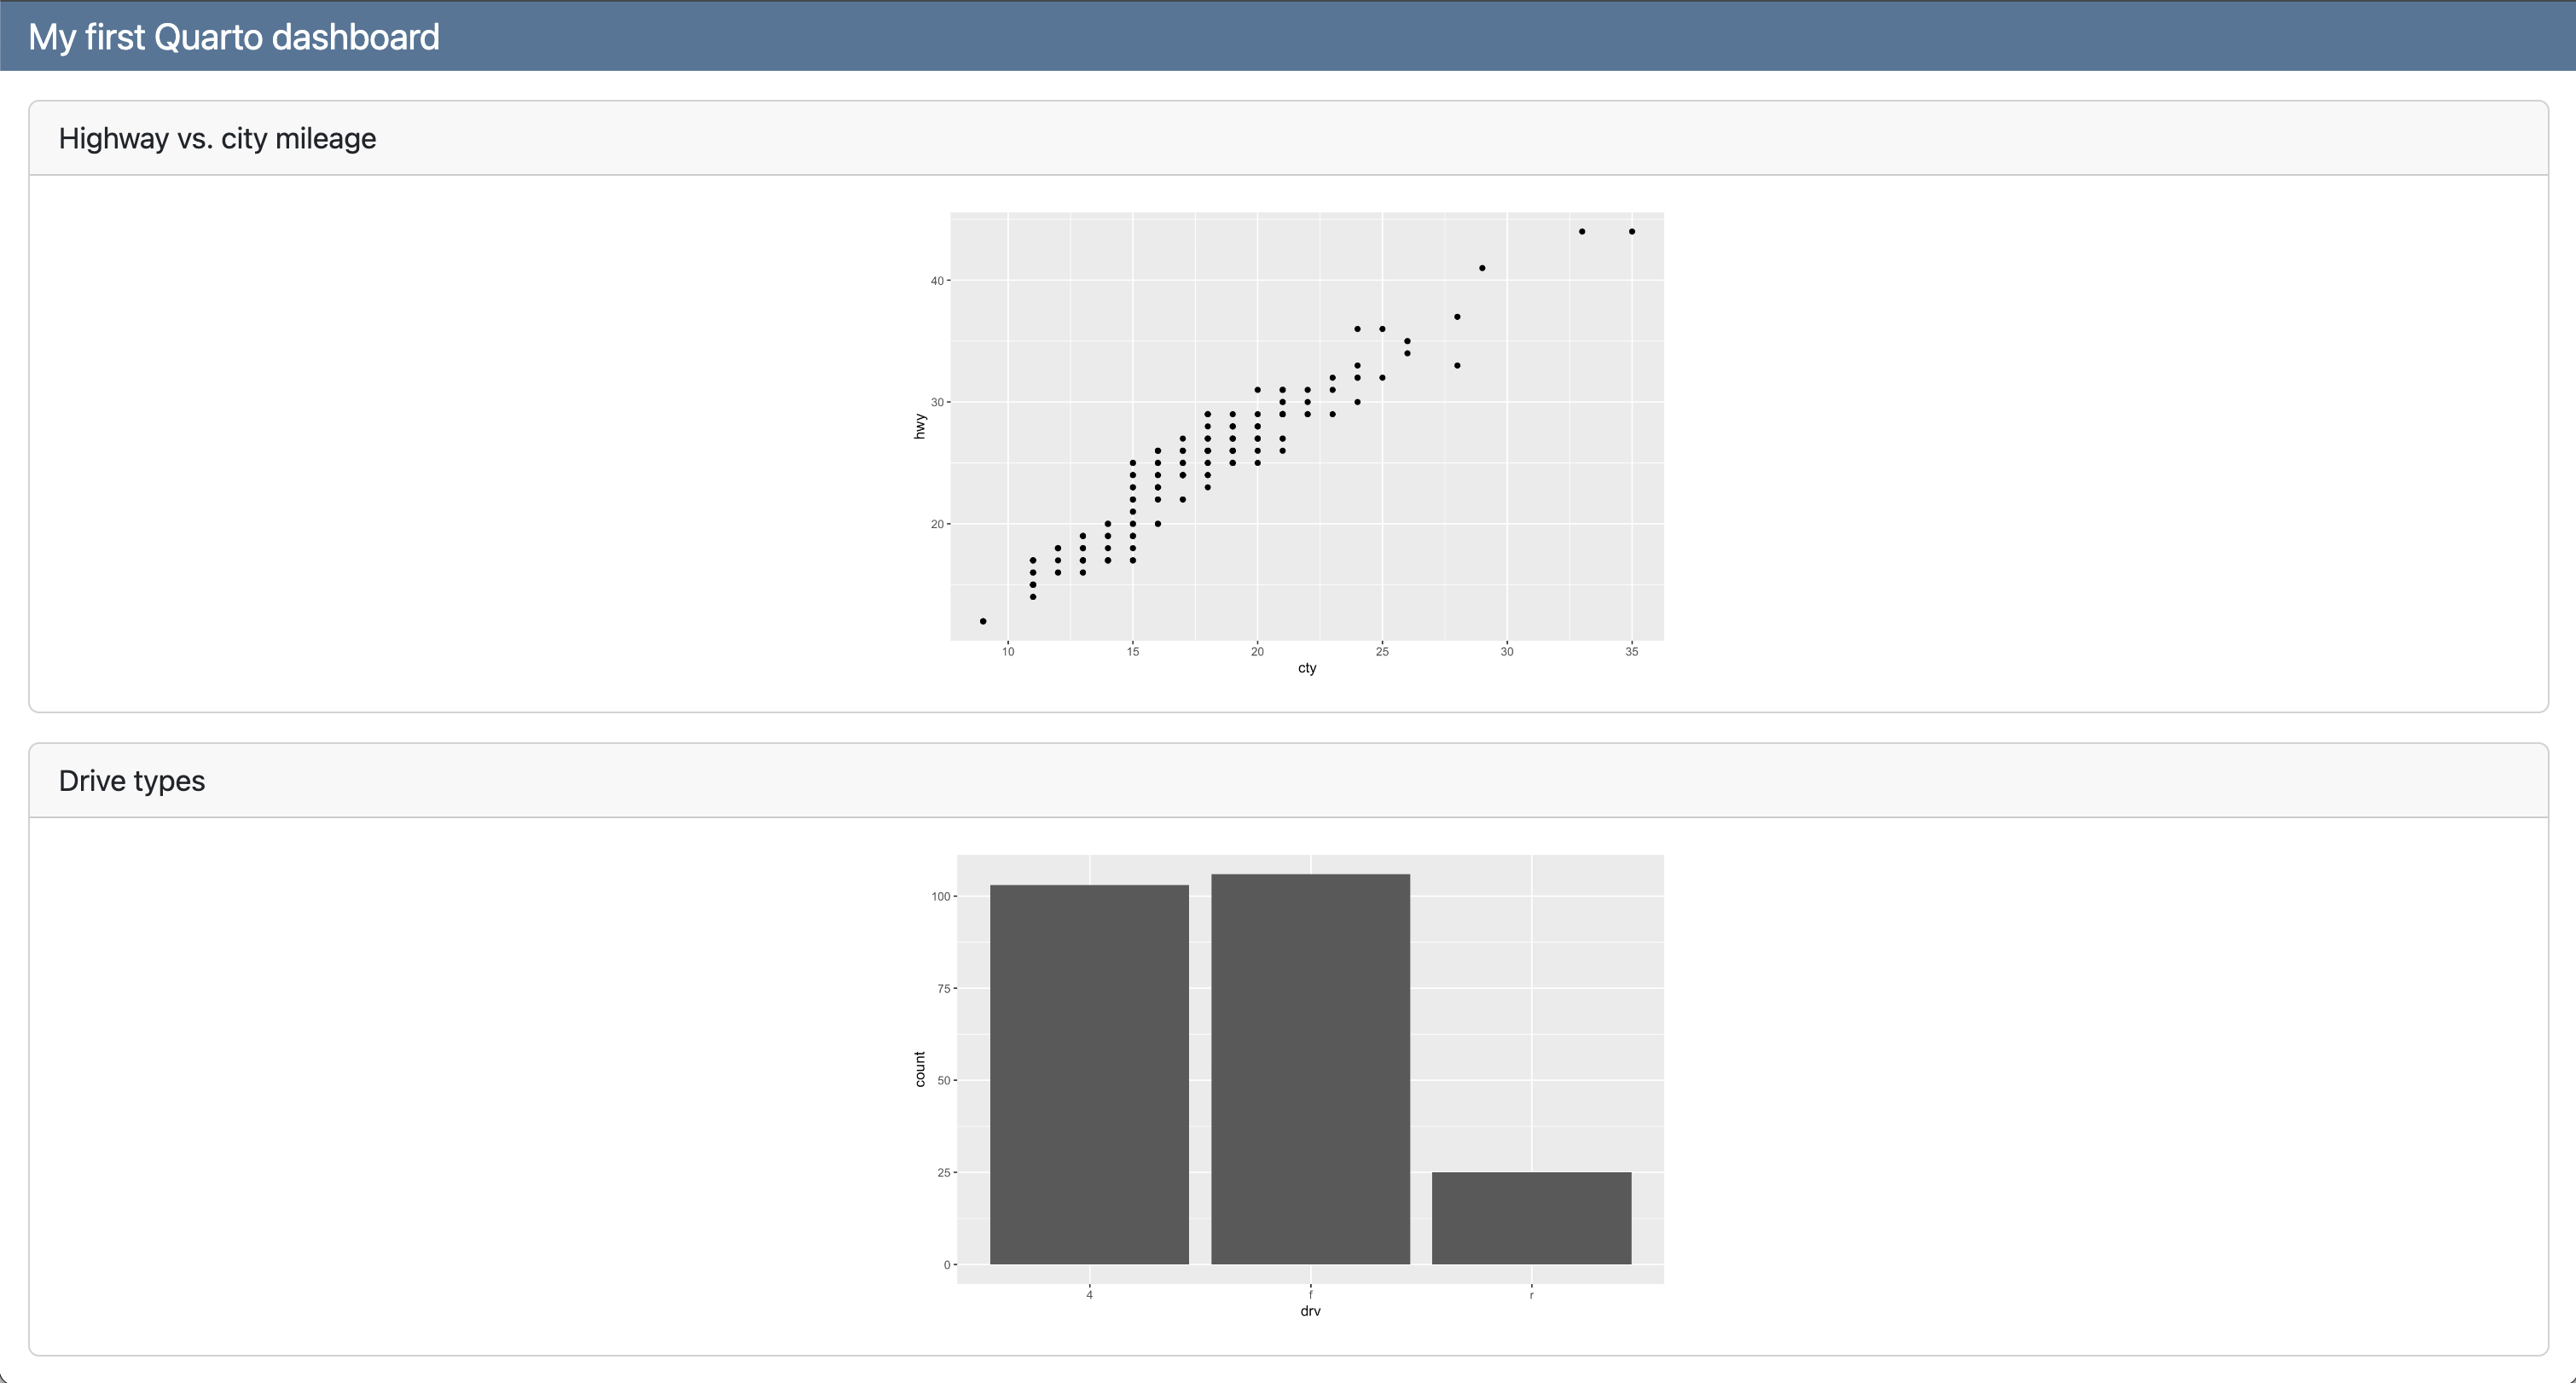 My first Quarto dashboard
Highway vs. city mileage
40
30
20
hwy
10 15 20 25 30 35
cty
Drive types
100
75
50
25
0
count
4 f r
drv